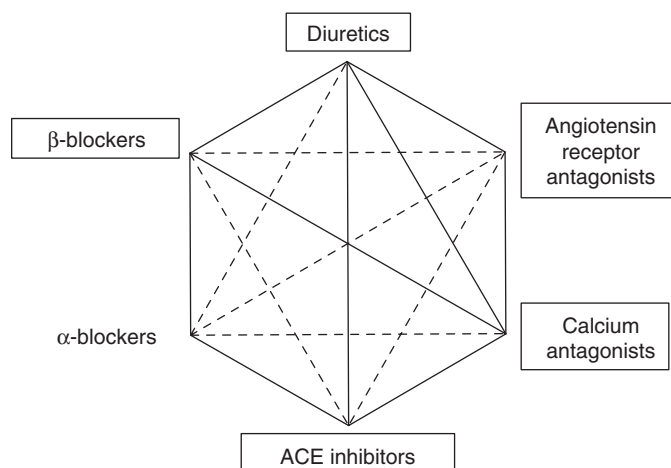 Diuretics
β-blockers
Angiotensin
receptor
antagonists
α-blockers
Calcium
antagonists
ACE inhibitors